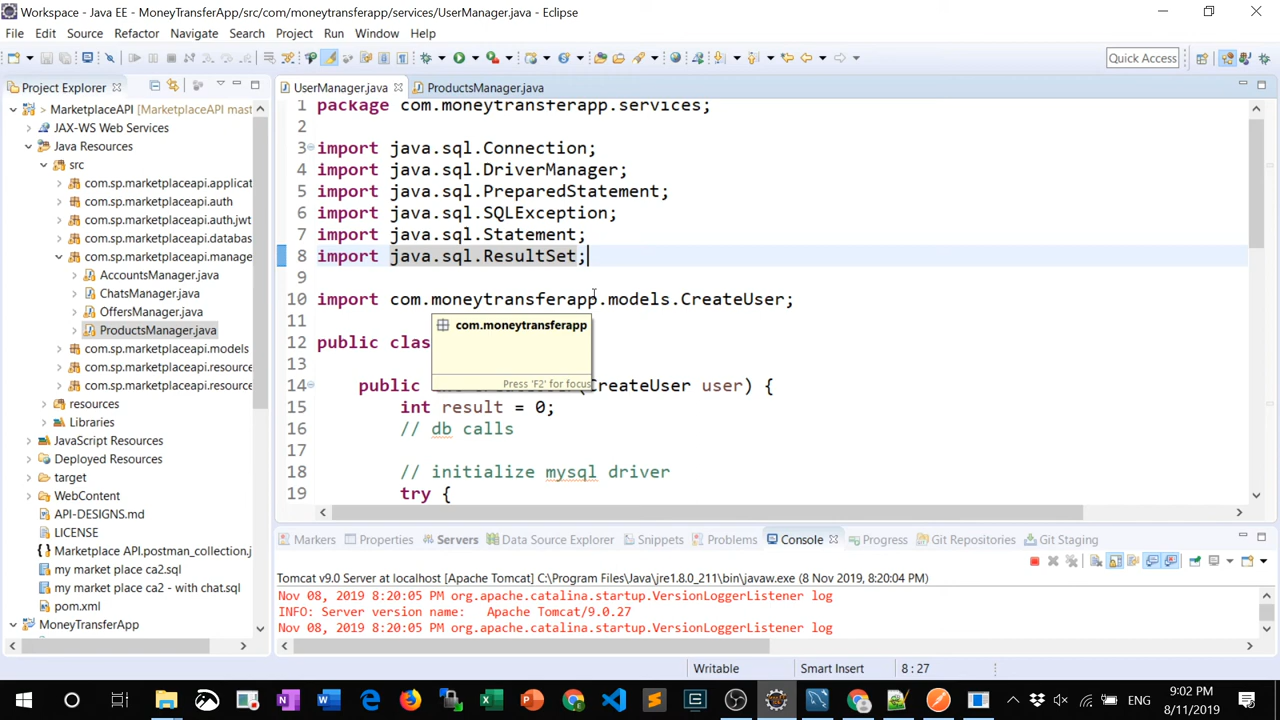 Workspace - Java EE - MoneyTransferApp/src/com/moneytransferapp/services/UserManager.java - Eclipse
File Edit Source Refactor Navigate Search Project Run Window Help
Quick Access
Project Explorer
UserManager.java
ProductsManager.java
> MarketplaceAPI [MarketplaceAPI mast
JAX-WS Web Services
Java Resources
src
com.sp.marketplaceapi.applicat
com.sp.marketplaceapi.auth
com.sp.marketplaceapi.auth.jwt
com.sp.marketplaceapi.databas
com.sp.marketplaceapi.manage
AccountsManager.java
ChatsManager.java
OffersManager.java
ProductsManager.java
com.sp.marketplaceapi.models
com.sp.marketplaceapi.resource
com.sp.marketplaceapi.resource
resources
Libraries
JavaScript Resources
Deployed Resources
target
WebContent
API-DESIGNS.md
LICENSE
Marketplace API.postman_collection.j
my market place ca2.sql
my market place ca2 - with chat.sql
pom.xml
MoneyTransferApp
1 package com.moneytransferapp.services;
2
3 import java.sql.Connection;
4 import java.sql.DriverManager;
5 import java.sql.PreparedStatement;
6 import java.sql.SQLException;
7 import java.sql.Statement;
8 import java.sql.ResultSet;
9
10 import com.moneytransferapp.models.CreateUser;
11
12 public clas
13
14 public (CreateUser user) {
15 int result = 0;
16 // db calls
17
18 // initialize mysql driver
19 try {
com.moneytransferapp
Press 'F2' for focus
Markers Properties Servers Data Source Explorer Snippets Problems Console Progress Git Repositories Git Staging
Tomcat v9.0 Server at localhost [Apache Tomcat] C:\Program Files\Java\jre1.8.0_211\bin\javaw.exe (8 Nov 2019, 8:20:04 PM)
Nov 08, 2019 8:20:05 PM org.apache.catalina.startup.VersionLoggerListener log
INFO: Server version name:   Apache Tomcat/9.0.27
Nov 08, 2019 8:20:05 PM org.apache.catalina.startup.VersionLoggerListener log
Writable
Smart Insert
8 : 27
ENG
9:02 PM
8/11/2019